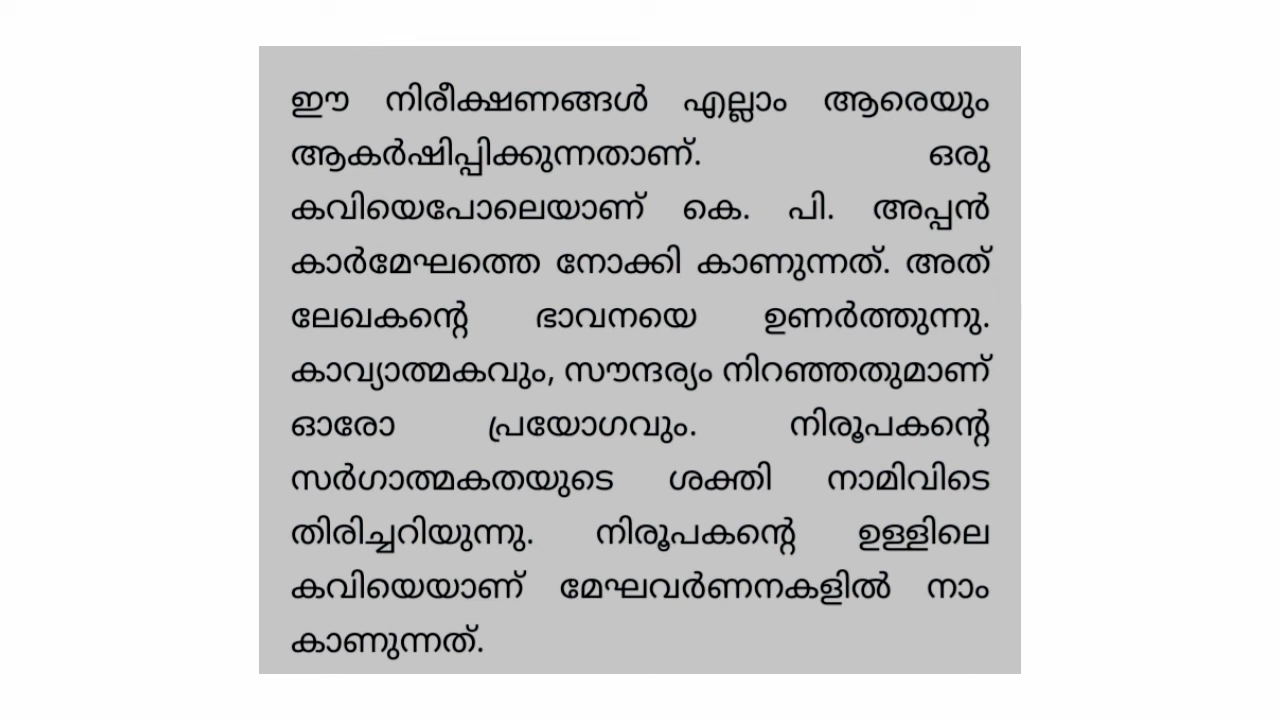 ഈ നിരീക്ഷണങ്ങൾ എല്ലാം ആരെയും
ആകർഷിപ്പിക്കുന്നതാണ്. ഒരു
കവിയെപോലെയാണ് കെ. പി. അപ്പൻ
കാർമേഘത്തെ നോക്കി കാണുന്നത്. അത്
ലേഖകന്റെ ഭാവനയെ ഉണർത്തുന്നു.
കാവ്യാത്മകവും, സൗന്ദര്യം നിറഞ്ഞതുമാണ്
ഓരോ പ്രയോഗവും. നിരൂപകന്റെ
സർഗാത്മകതയുടെ ശക്തി നാമിവിടെ
തിരിച്ചറിയുന്നു. നിരൂപകന്റെ ഉള്ളിലെ
കവിയെയാണ് മേഘവർണനകളിൽ നാം
കാണുന്നത്.